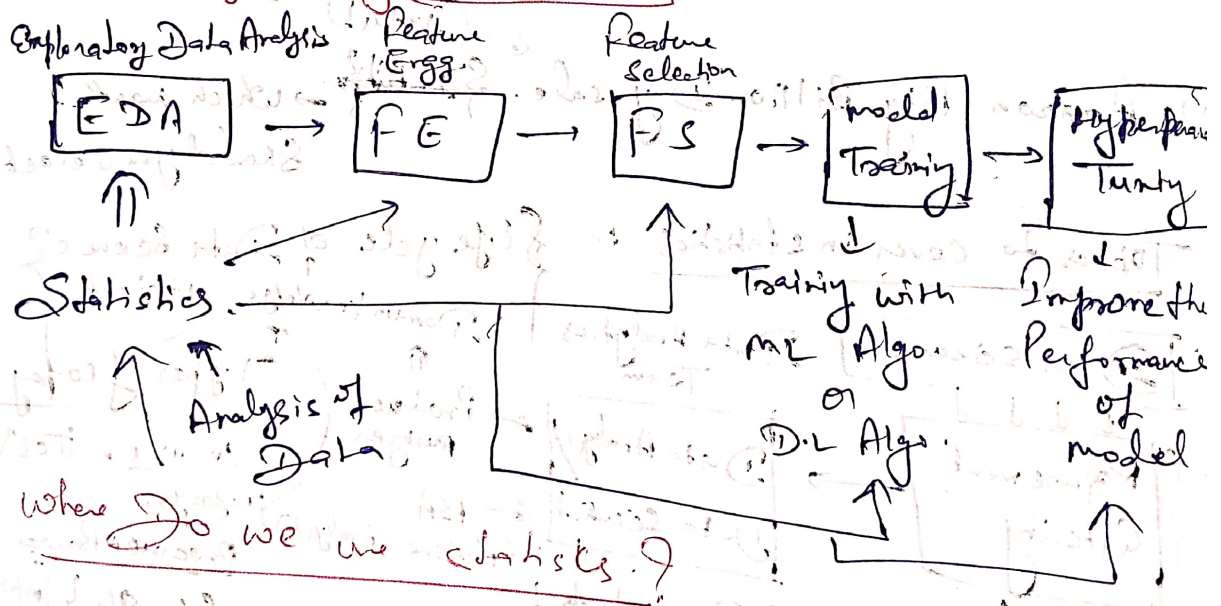 Exploratory Data Analysis
Feature
Engg.
Feature
Selection
EDA
FE
FS
Model
Training
Tuning
Statistics
Analysis of
Data
Training with
ML Algo.
or
D.L Algo.
Improve the
Performance
of
model
Where Do we use statistics?